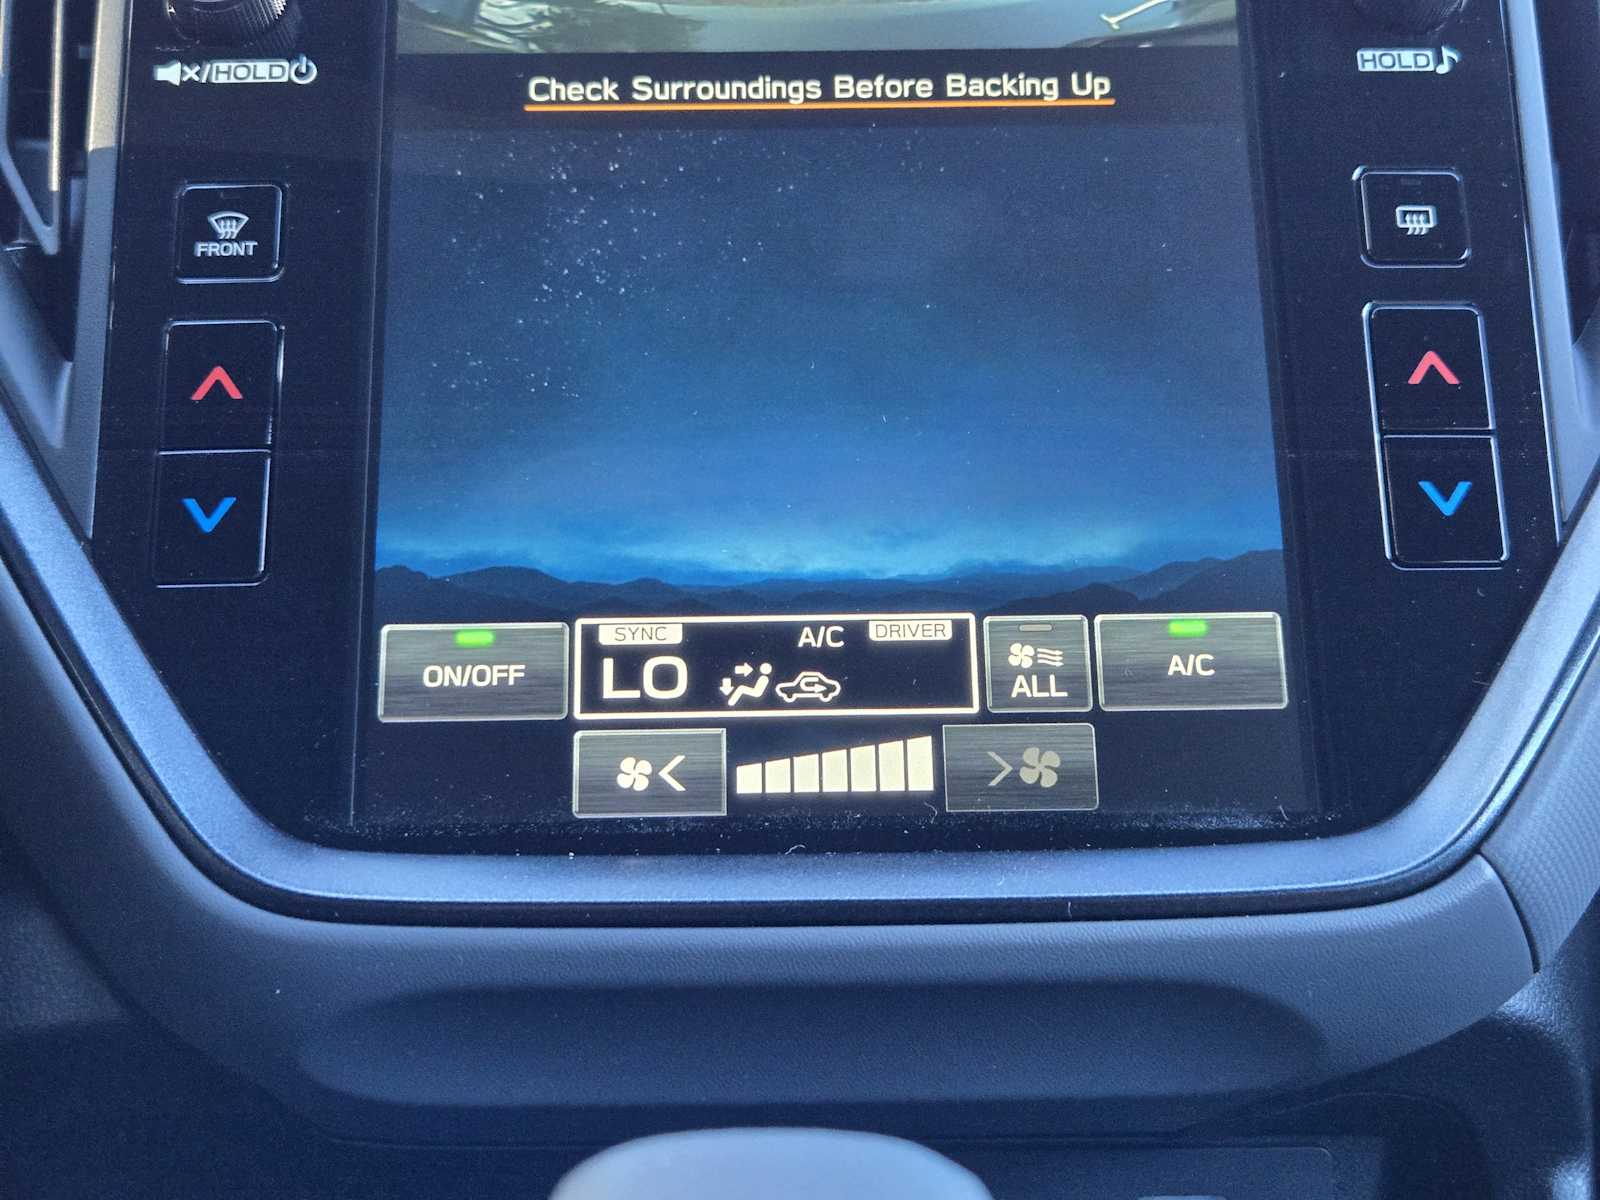 /HOLD
HOLD
Check Surroundings Before Backing Up
FRONT
SYNC
A/C
DRIVER
LO
ON/OFF
ALL
A/C